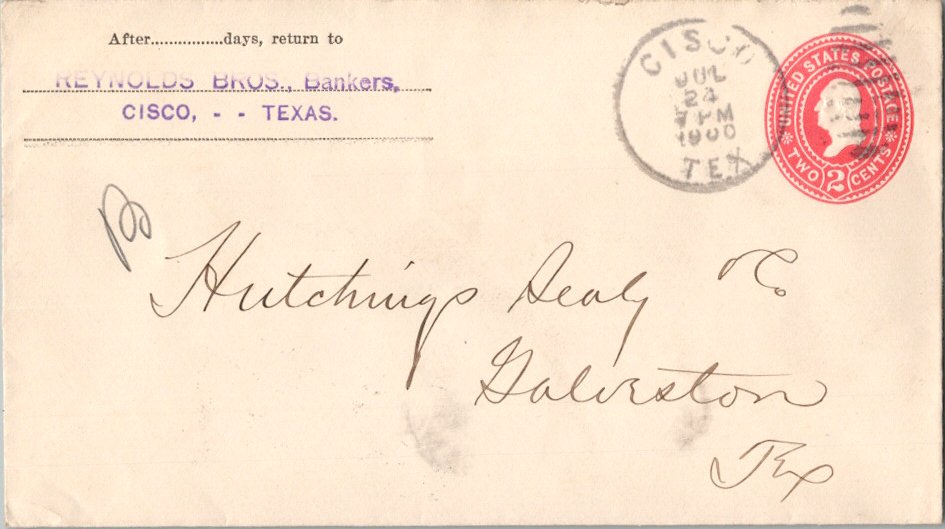 After................days, return to
REYNOLDS BROS., Bankers,
CISCO, - - TEXAS.
CISCO
JUL
24
7 PM
1900
TEX
UNITED STATES POSTAGE
TWO 2 CENTS
Hutchings Sealy & Co
Galveston
Tex